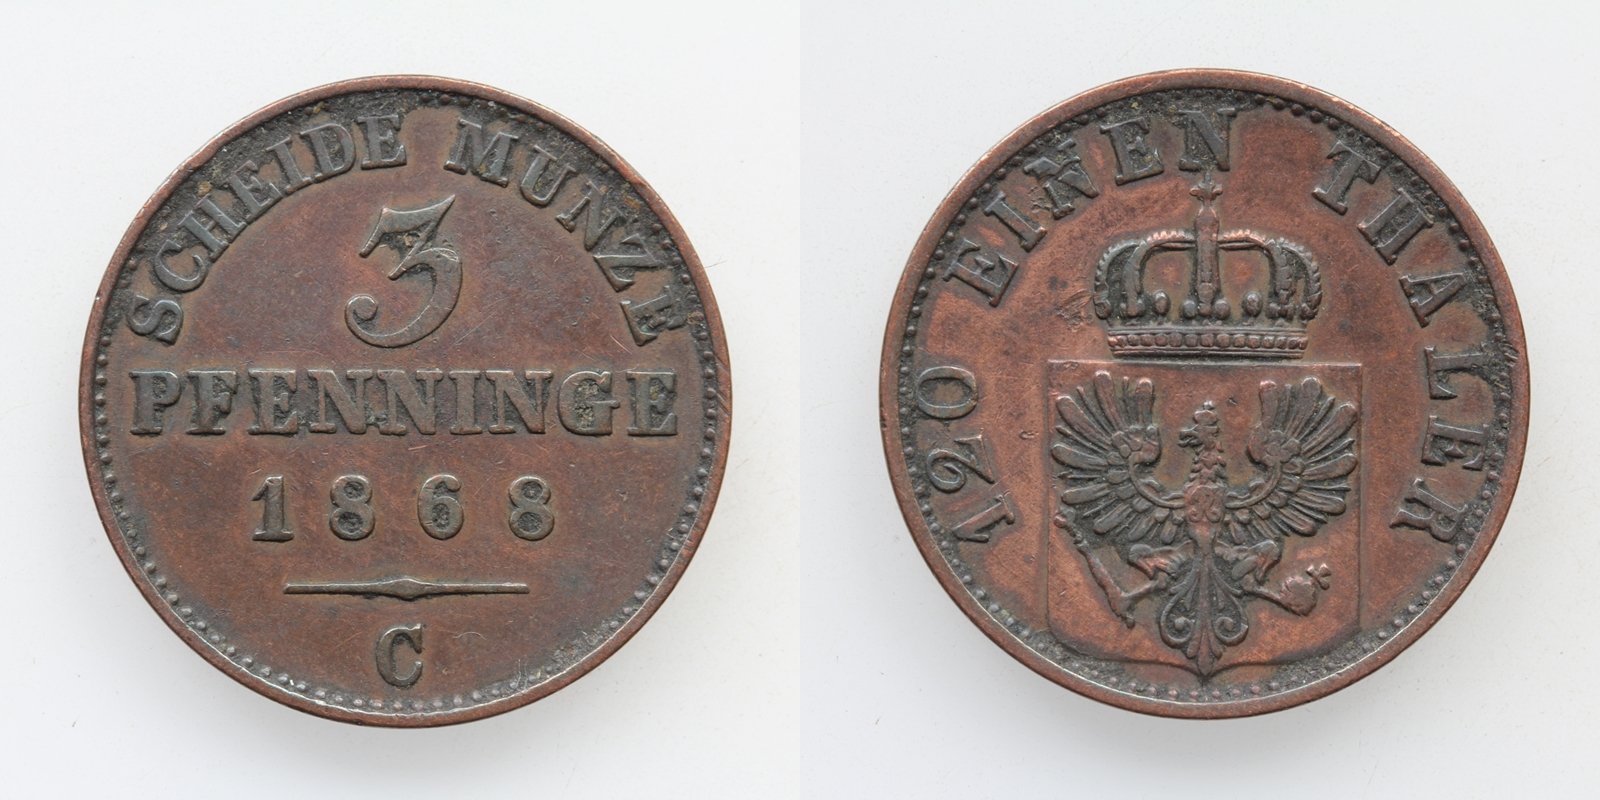 SCHEIDE MUNZE
3
PFENNINGE
1868
C
120 EINEN THALER